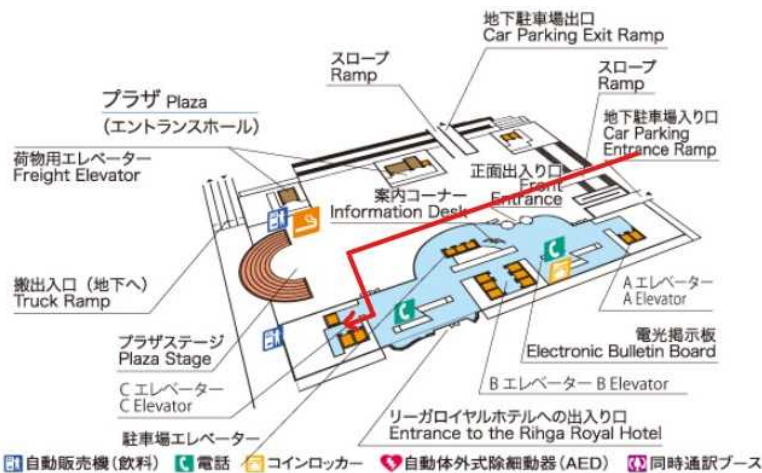 地下駐車場出口
Car Parking Exit Ramp
スロープ
Ramp
スロープ
Ramp
プラザ Plaza
(エントランスホール)
地下駐車場入り口
Car Parking
Entrance Ramp
荷物用エレベーター
Freight Elevator
正面出入り口
Front
Entrance
案内コーナー
Information Desk
搬出入口(地下へ)
Truck Ramp
A エレベーター
A Elevator
プラザステージ
Plaza Stage
電光掲示板
Electronic Bulletin Board
C エレベーター
C Elevator
B エレベーター B Elevator
リーガロイヤルホテルへの出入り口
Entrance to the Rihga Royal Hotel
駐車場エレベーター
自動販売機(飲料) 電話 コインロッカー 自動体外式除細動器(AED) 同時通訳ブース